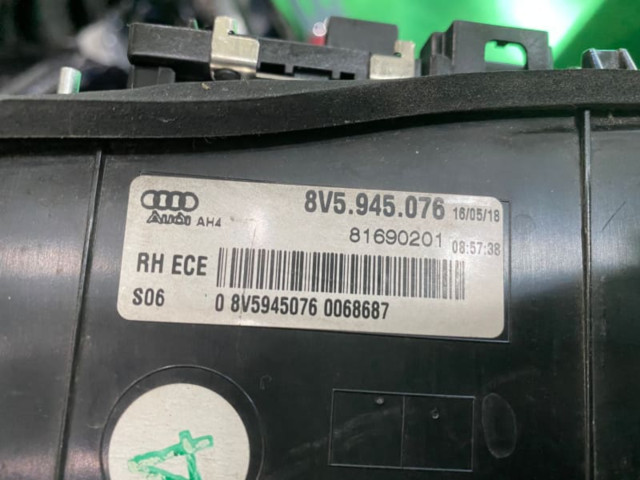 8V5.945.076 16/05/18
Audi AH4
81690201 08:57:38
RH ECE
S06 0 8V5945076 0068687
A